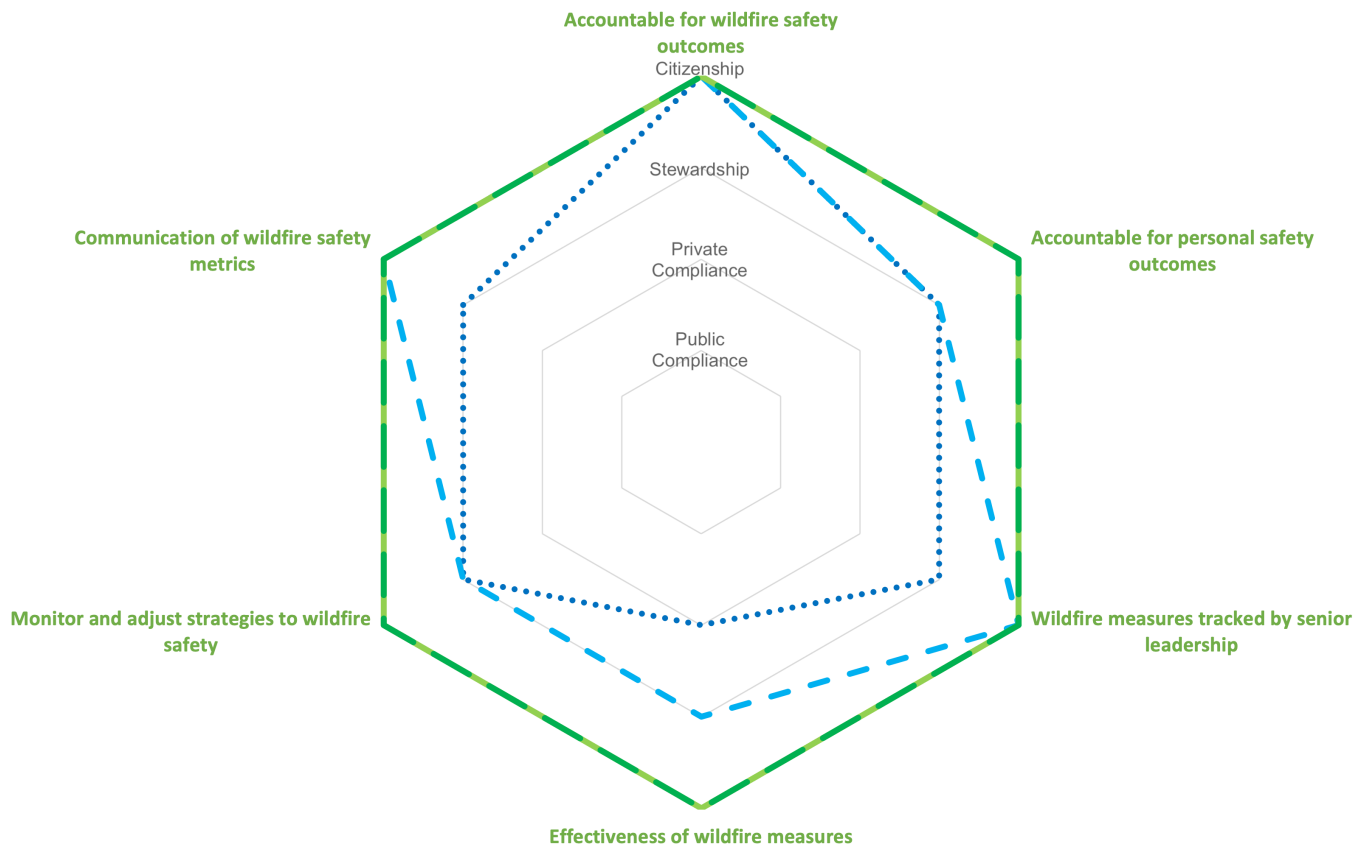 Accountable for wildfire safety
outcomes
Citizenship
Stewardship
Communication of wildfire safety
metrics
Private
Compliance
Accountable for personal safety
outcomes
Public
Compliance
Monitor and adjust strategies to wildfire
safety
Wildfire measures tracked by senior
leadership
Effectiveness of wildfire measures